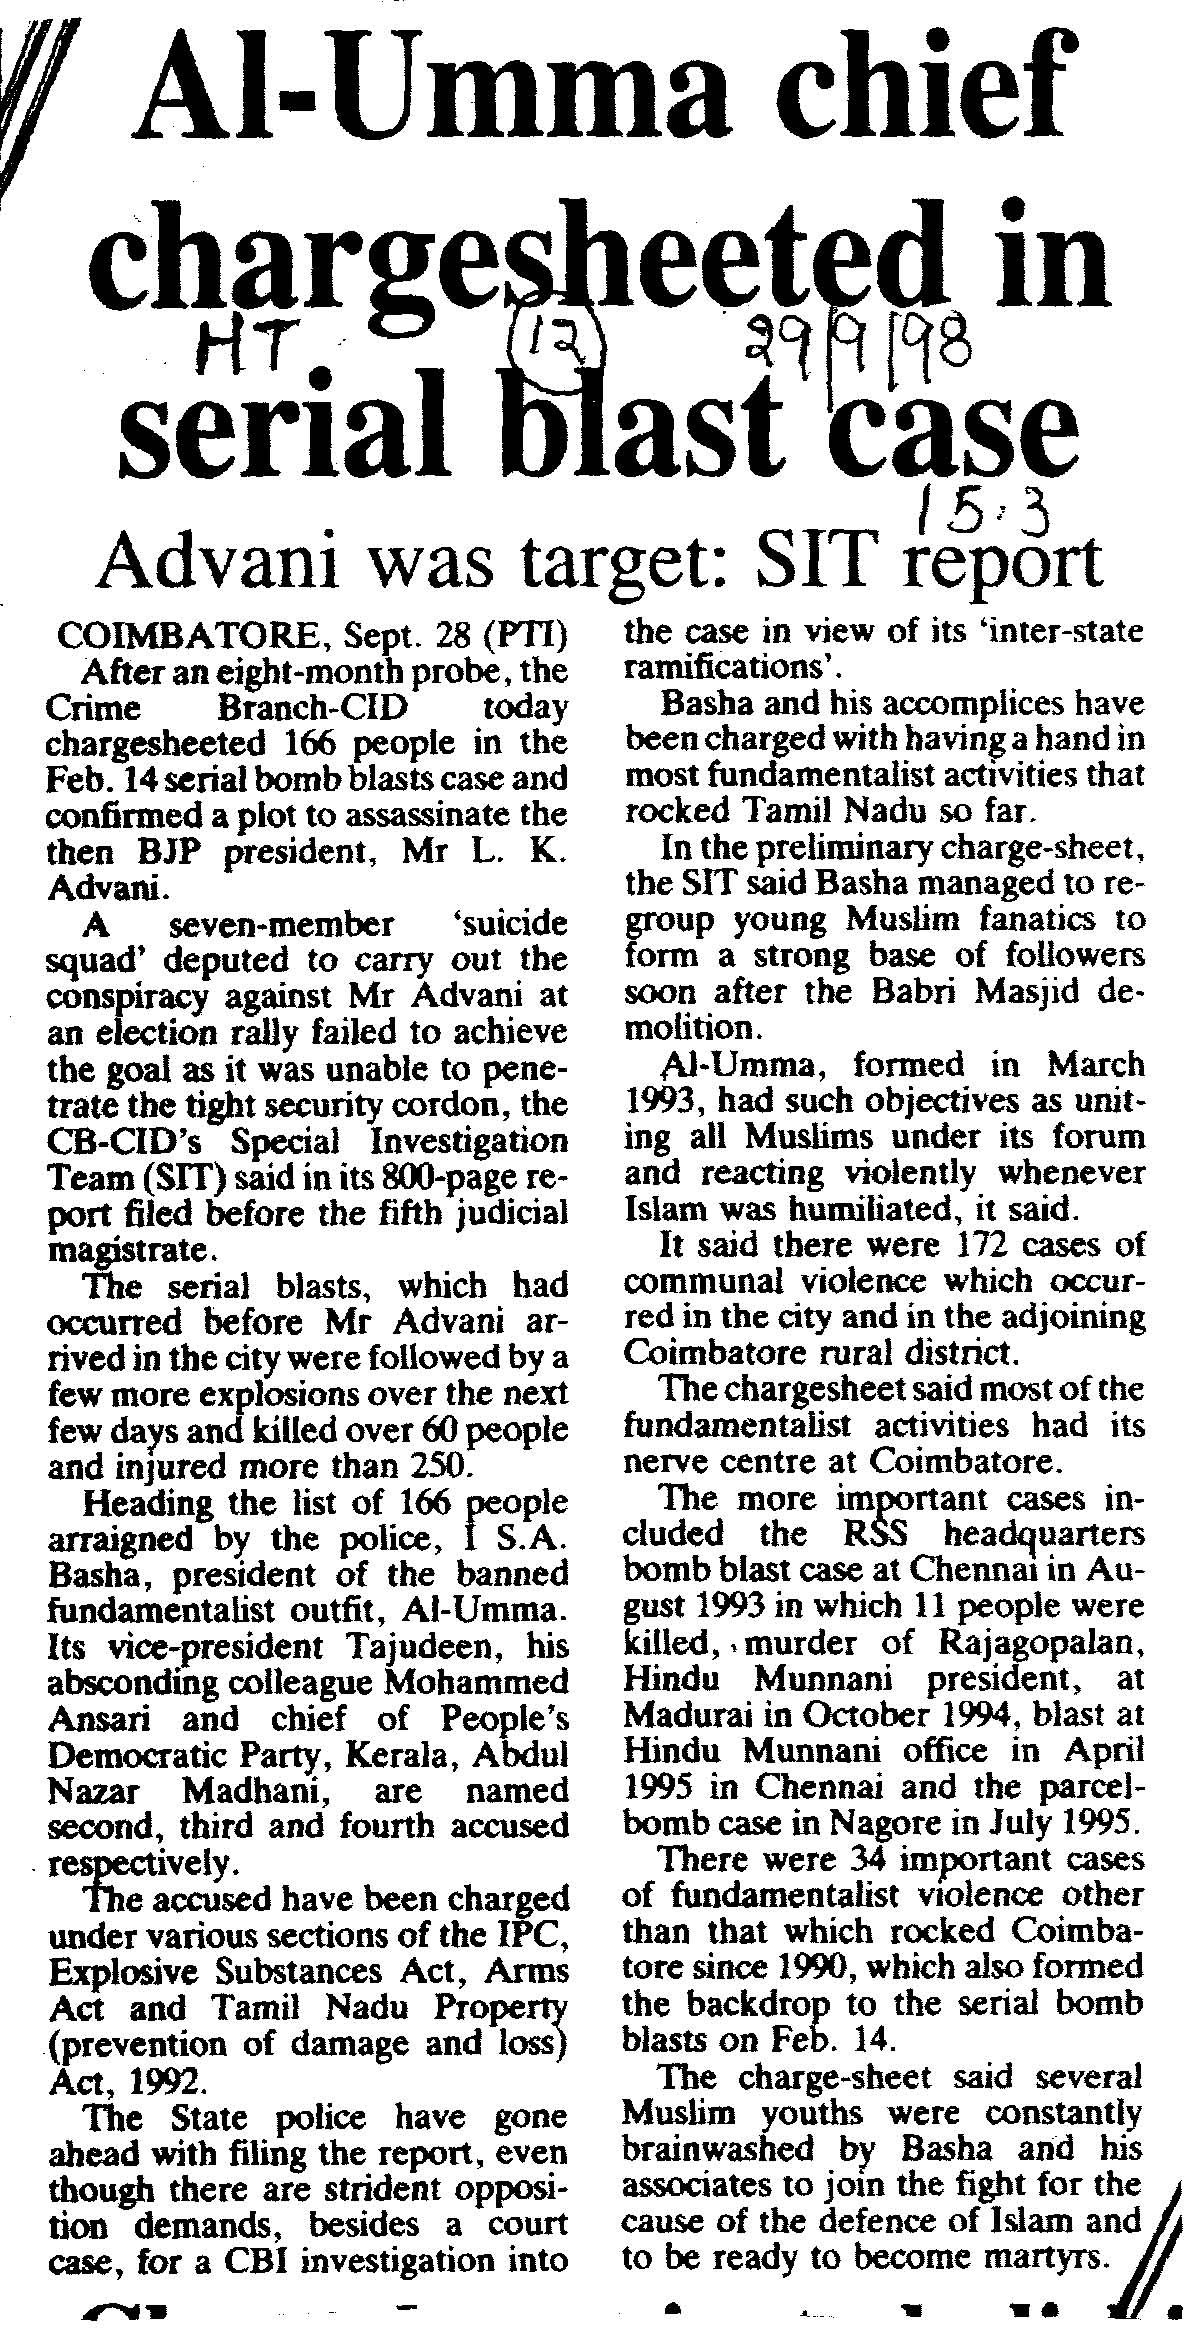 Al-Umma chief
chargesheeted in
HT 12 29/9/98
serial blast case
15.3
Advani was target: SIT report
COIMBATORE, Sept. 28 (PTI)
After an eight-month probe, the
Crime Branch-CID today
chargesheeted 166 people in the
Feb. 14 serial bomb blasts case and
confirmed a plot to assassinate the
then BJP president, Mr L. K.
Advani.
A seven-member ‘suicide
squad’ deputed to carry out the
conspiracy against Mr Advani at
an election rally failed to achieve
the goal as it was unable to pene-
trate the tight security cordon, the
CB-CID’s Special Investigation
Team (SIT) said in its 800-page re-
port filed before the fifth judicial
magistrate.
The serial blasts, which had
occurred before Mr Advani ar-
rived in the city were followed by a
few more explosions over the next
few days and killed over 60 people
and injured more than 250.
Heading the list of 166 people
arraigned by the police, I S.A.
Basha, president of the banned
fundamentalist outfit, Al-Umma.
Its vice-president Tajudeen, his
absconding colleague Mohammed
Ansari and chief of People’s
Democratic Party, Kerala, Abdul
Nazar Madhani, are named
second, third and fourth accused
respectively.
The accused have been charged
under various sections of the IPC,
Explosive Substances Act, Arms
Act and Tamil Nadu Property
(prevention of damage and loss)
Act, 1992.
The State police have gone
ahead with filing the report, even
though there are strident opposi-
tion demands, besides a court
case, for a CBI investigation into
the case in view of its ‘inter-state
ramifications’.
Basha and his accomplices have
been charged with having a hand in
most fundamentalist activities that
rocked Tamil Nadu so far.
In the preliminary charge-sheet,
the SIT said Basha managed to re-
group young Muslim fanatics to
form a strong base of followers
soon after the Babri Masjid de-
molition.
Al-Umma, formed in March
1993, had such objectives as unit-
ing all Muslims under its forum
and reacting violently whenever
Islam was humiliated, it said.
It said there were 172 cases of
communal violence which occur-
red in the city and in the adjoining
Coimbatore rural district.
The chargesheet said most of the
fundamentalist activities had its
nerve centre at Coimbatore.
The more important cases in-
cluded the RSS headquarters
bomb blast case at Chennai in Au-
gust 1993 in which 11 people were
killed, murder of Rajagopalan,
Hindu Munnani president, at
Madurai in October 1994, blast at
Hindu Munnani office in April
1995 in Chennai and the parcel-
bomb case in Nagore in July 1995.
There were 34 important cases
of fundamentalist violence other
than that which rocked Coimba-
tore since 1990, which also formed
the backdrop to the serial bomb
blasts on Feb. 14.
The charge-sheet said several
Muslim youths were constantly
brainwashed by Basha and his
associates to join the fight for the
cause of the defence of Islam and
to be ready to become martyrs.